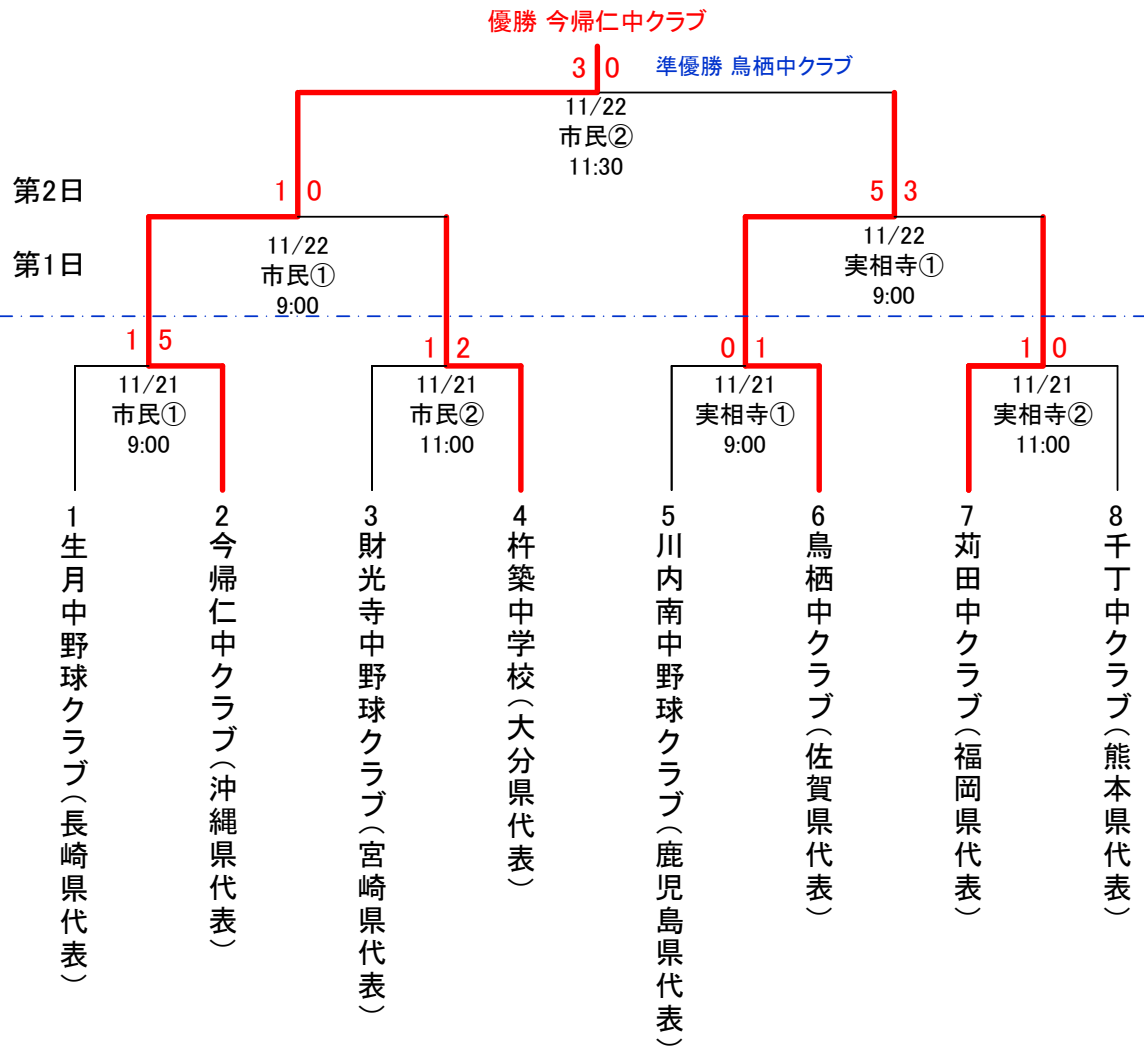 優勝 今帰仁中クラブ
3 0
準優勝 鳥栖中クラブ
11/22
市民②
11:30
第2日
1 0
5 3
第1日
11/22
市民①
9:00
11/22
実相寺①
9:00
1 5
1 2
0 1
1 0
11/21
市民①
9:00
11/21
市民②
11:00
11/21
実相寺①
9:00
11/21
実相寺②
11:00
1
生月中野球クラブ(長崎県代表)
2
今帰仁中クラブ(沖縄県代表)
3
財光寺中野球クラブ(宮崎県代表)
4
杵築中学校(大分県代表)
5
川内南中野球クラブ(鹿児島県代表)
6
鳥栖中クラブ(佐賀県代表)
7
苅田中クラブ(福岡県代表)
8
千丁中クラブ(熊本県代表)